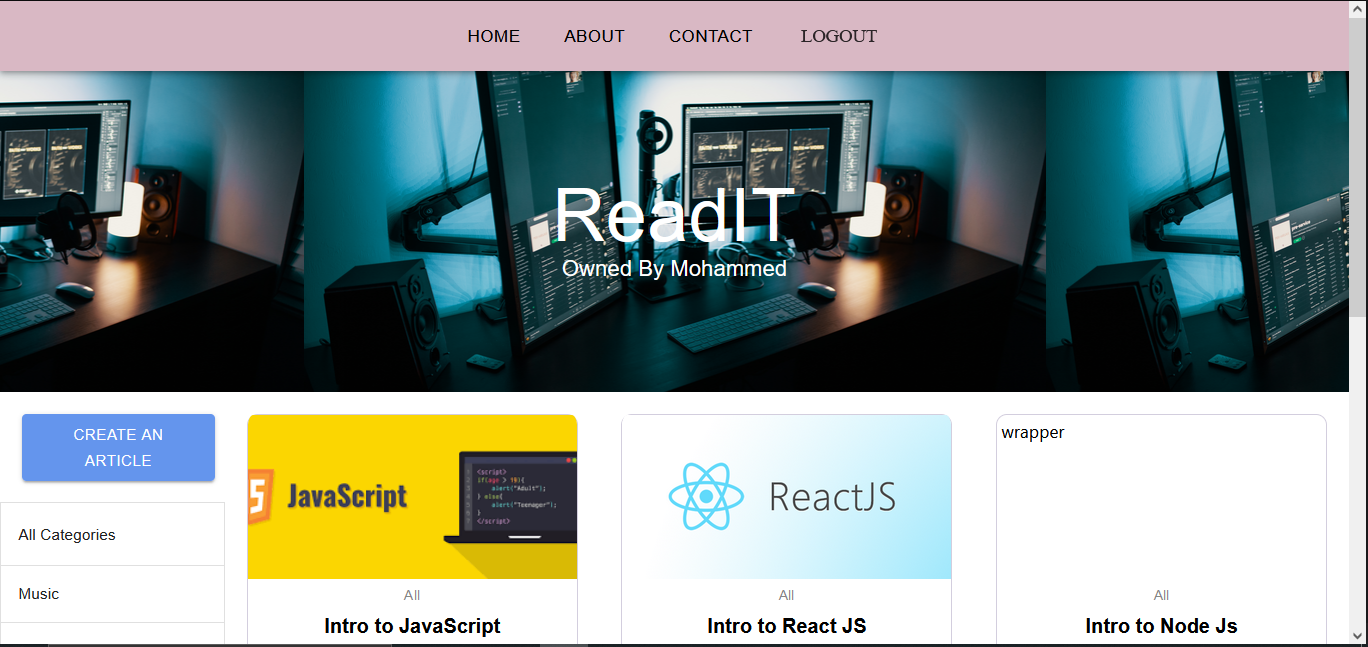 HOME ABOUT CONTACT LOGOUT
ReadIT
Owned By Mohammed
CREATE AN
ARTICLE
All Categories
Music
5 JavaScript
<script>
if(age > 18){
alert("Adult");
} else{
alert("Teenager");
}
</script>
All
Intro to JavaScript
ReactJS
All
Intro to React JS
wrapper
All
Intro to Node Js